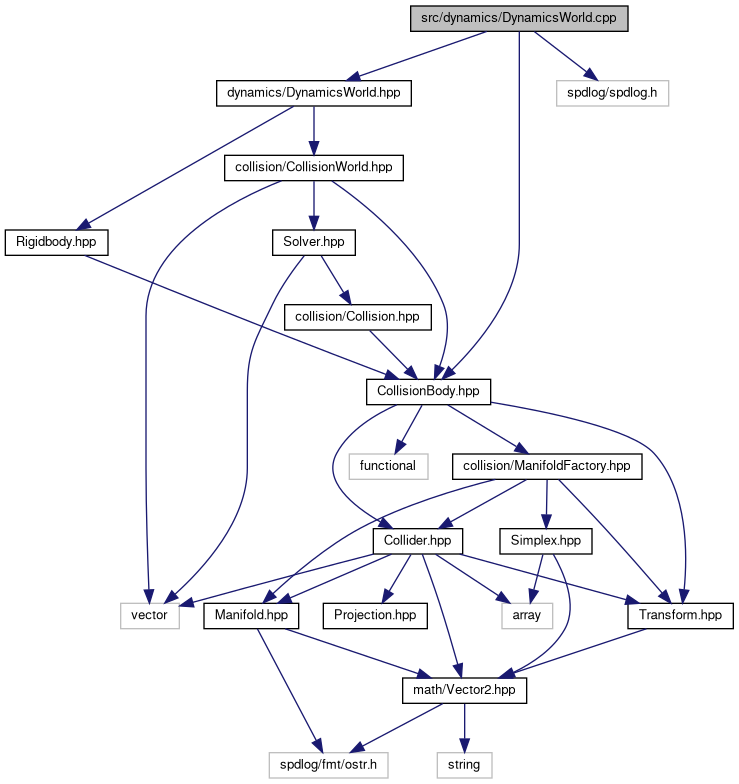 src/dynamics/DynamicsWorld.cpp
dynamics/DynamicsWorld.hpp
spdlog/spdlog.h
collision/CollisionWorld.hpp
Rigidbody.hpp
Solver.hpp
collision/Collision.hpp
CollisionBody.hpp
functional
collision/ManifoldFactory.hpp
Collider.hpp
Simplex.hpp
vector
Manifold.hpp
Projection.hpp
array
Transform.hpp
math/Vector2.hpp
spdlog/fmt/ostr.h
string